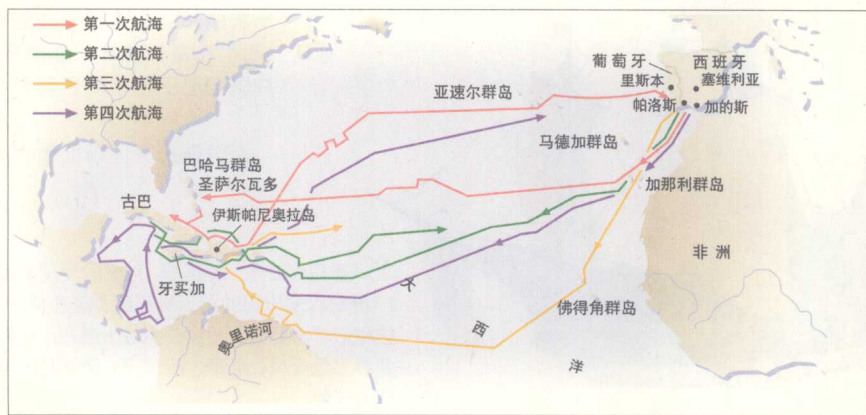 第一次航海
第二次航海
第三次航海
第四次航海
葡萄牙
西班牙
里斯本
塞维利亚
帕洛斯
加的斯
亚速尔群岛
马德加群岛
巴哈马群岛
圣萨尔瓦多
加那利群岛
古巴
伊斯帕尼奥拉岛
非洲
牙买加
大
佛得角群岛
奥里诺河
西
洋